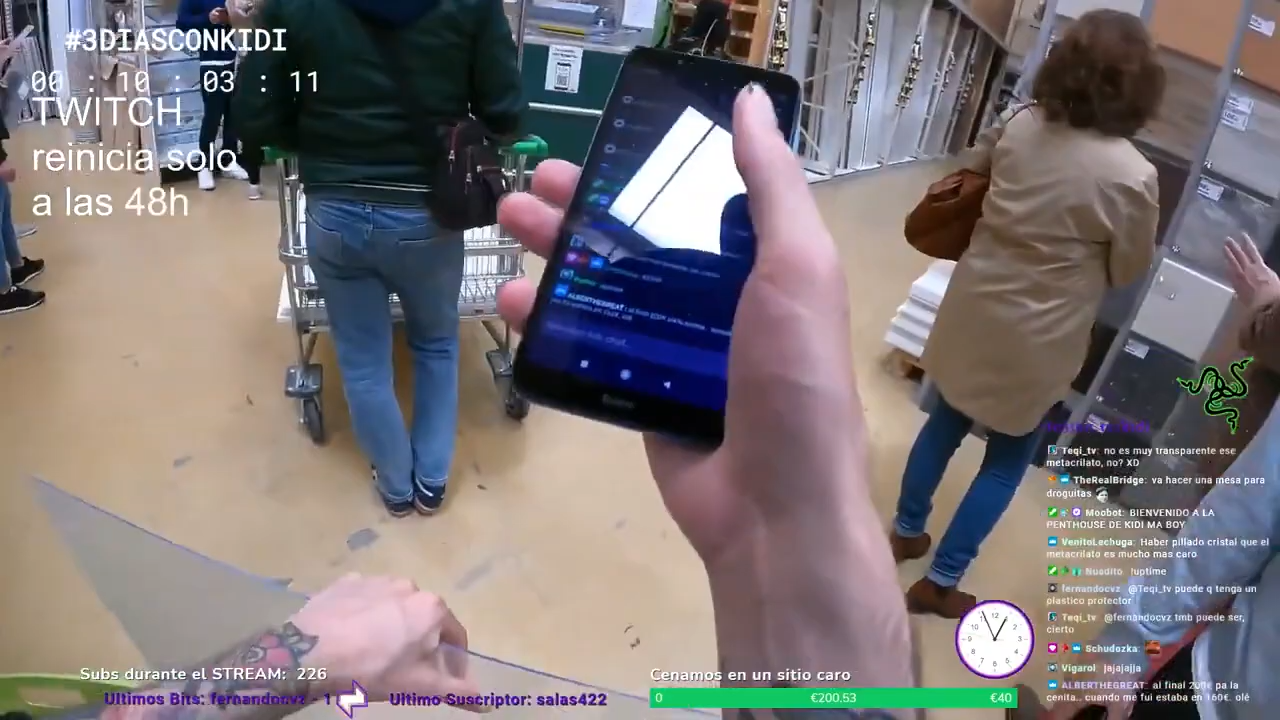 #3DIASCONKIDI
00 : 10 : 03 : 11
TWITCH
reinicia solo
a las 48h
ALBERTHEGREAT :
Teqi_tv: no es muy transparente ese
metacrilato, no? XD
TheRealBridge: va hacer una mesa para
droguitas
Moobot: BIENVENIDO A LA
PENTHOUSE DE KIDI MA BOY
VenitoLechuga: Haber pillado cristal que el
metacrilato es mucho mas caro
Nuadito: !uptime
fernandocvz: @Teqi_tv puede q tenga un
plastico protector
Teqi_tv: @fernandocvz tmb puede ser,
cierto
Schudozka:
Vigarol: jajajajja
ALBERTHEGREAT: al final 200€ pa la
cenita.. cuando me fui estaba en 160€. olé
Subs durante el STREAM: 226
Cenamos en un sitio caro
0 €200.53 €40
Ultimos Bits: fernandocvz - 1
Ultimo Suscriptor: salas422